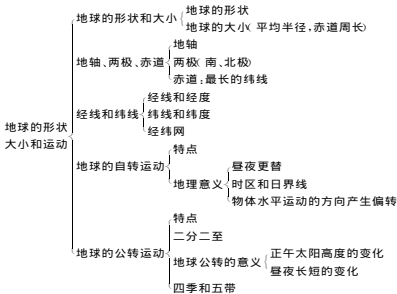 地球的形状
地球的形状和大小
地球的大小(平均半径,赤道周长)
地轴
地轴、两极、赤道
两极(南、北极)
赤道:最长的纬线
经线和经度
经线和纬线
纬线和纬度
地球的形状
大小和运动
经纬网
特点
地球的自转运动
昼夜更替
地理意义
时区和日界线
物体水平运动的方向产生偏转
特点
二分二至
地球的公转运动
正午太阳高度的变化
地球公转的意义
昼夜长短的变化
四季和五带